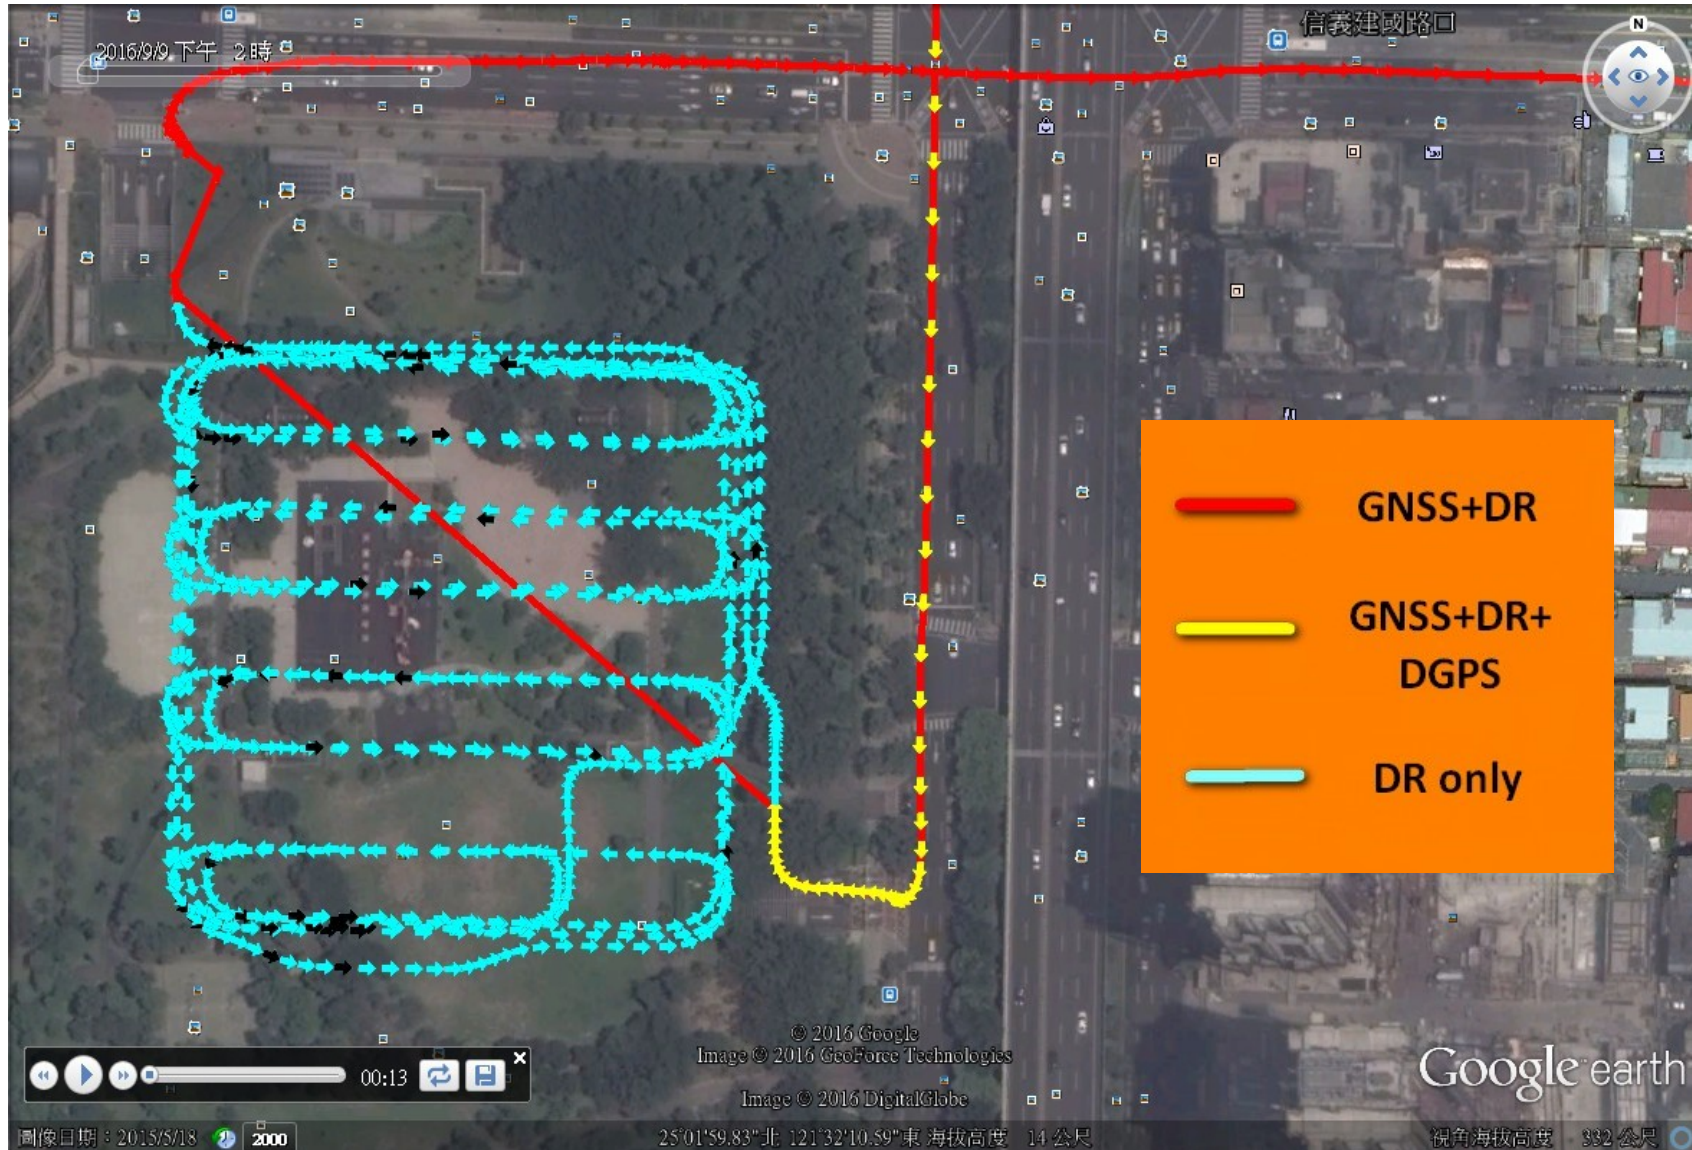 信義建國路口
N
2016/9/9 下午 2 時
GNSS+DR
GNSS+DR+
DGPS
DR only
© 2016 Google
Image © 2016 GeoForce Technologies
Image © 2016 DigitalGlobe
Google earth
00:13
圖像日期：2015/5/18
2000
25°01'59.83"北 121°32'10.59"東 海拔高度 14 公尺
視角海拔高度 332 公尺